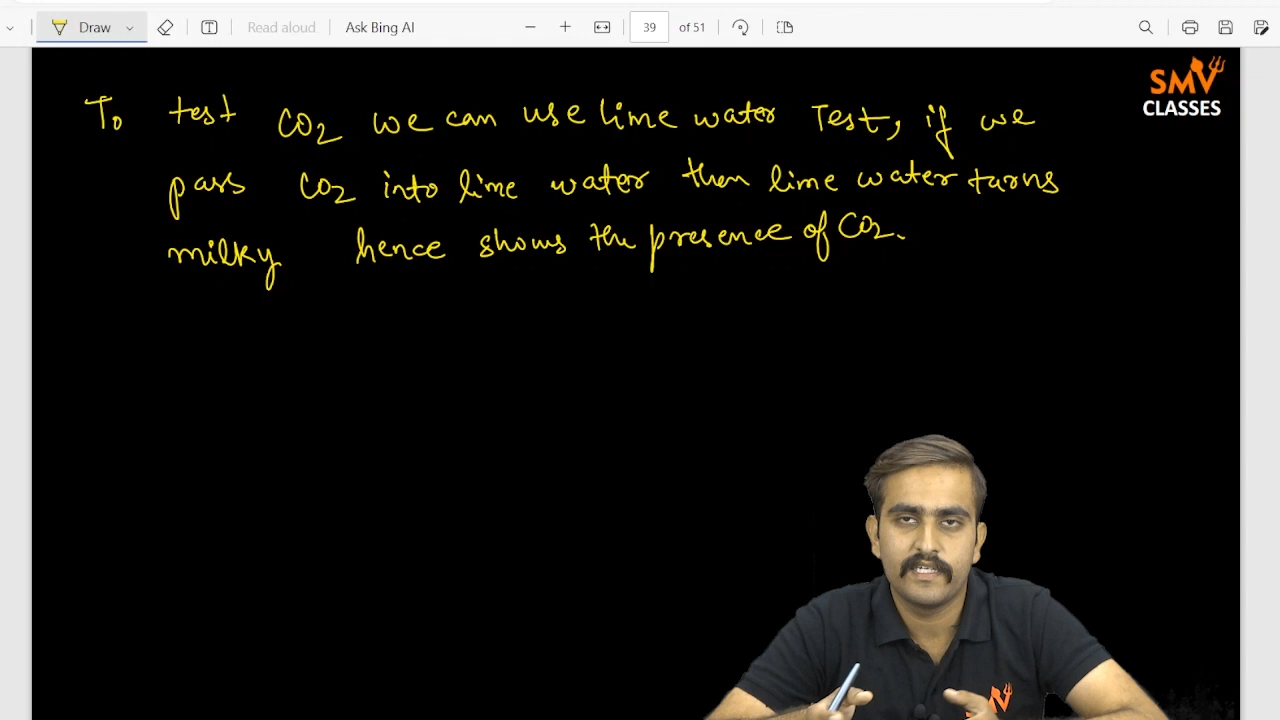 Draw
Read aloud
Ask Bing AI
39
of 51
SMV
CLASSES
To test CO2 we can use lime water Test, if we
pass CO2 into lime water then lime water turns
milky hence shows the presence of CO2.